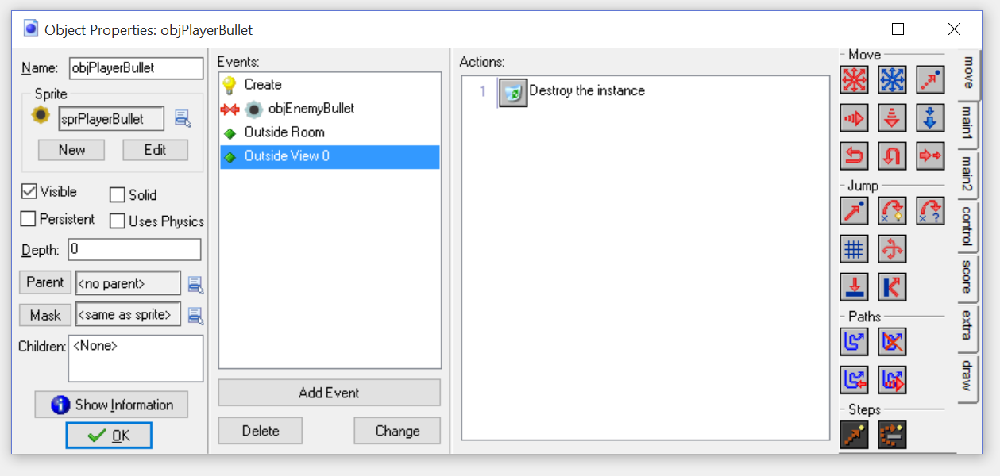 Object Properties: objPlayerBullet
Name: objPlayerBullet
Sprite
sprPlayerBullet
New Edit
Visible Solid
Persistent Uses Physics
Depth: 0
Parent <no parent>
Mask <same as sprite>
Children: <None>
Show Information
OK
Events:
Create
objEnemyBullet
Outside Room
Outside View 0
Add Event
Delete Change
Actions:
1 Destroy the instance
Move
Jump
Paths
Steps
move
main1
main2
control
score
extra
draw